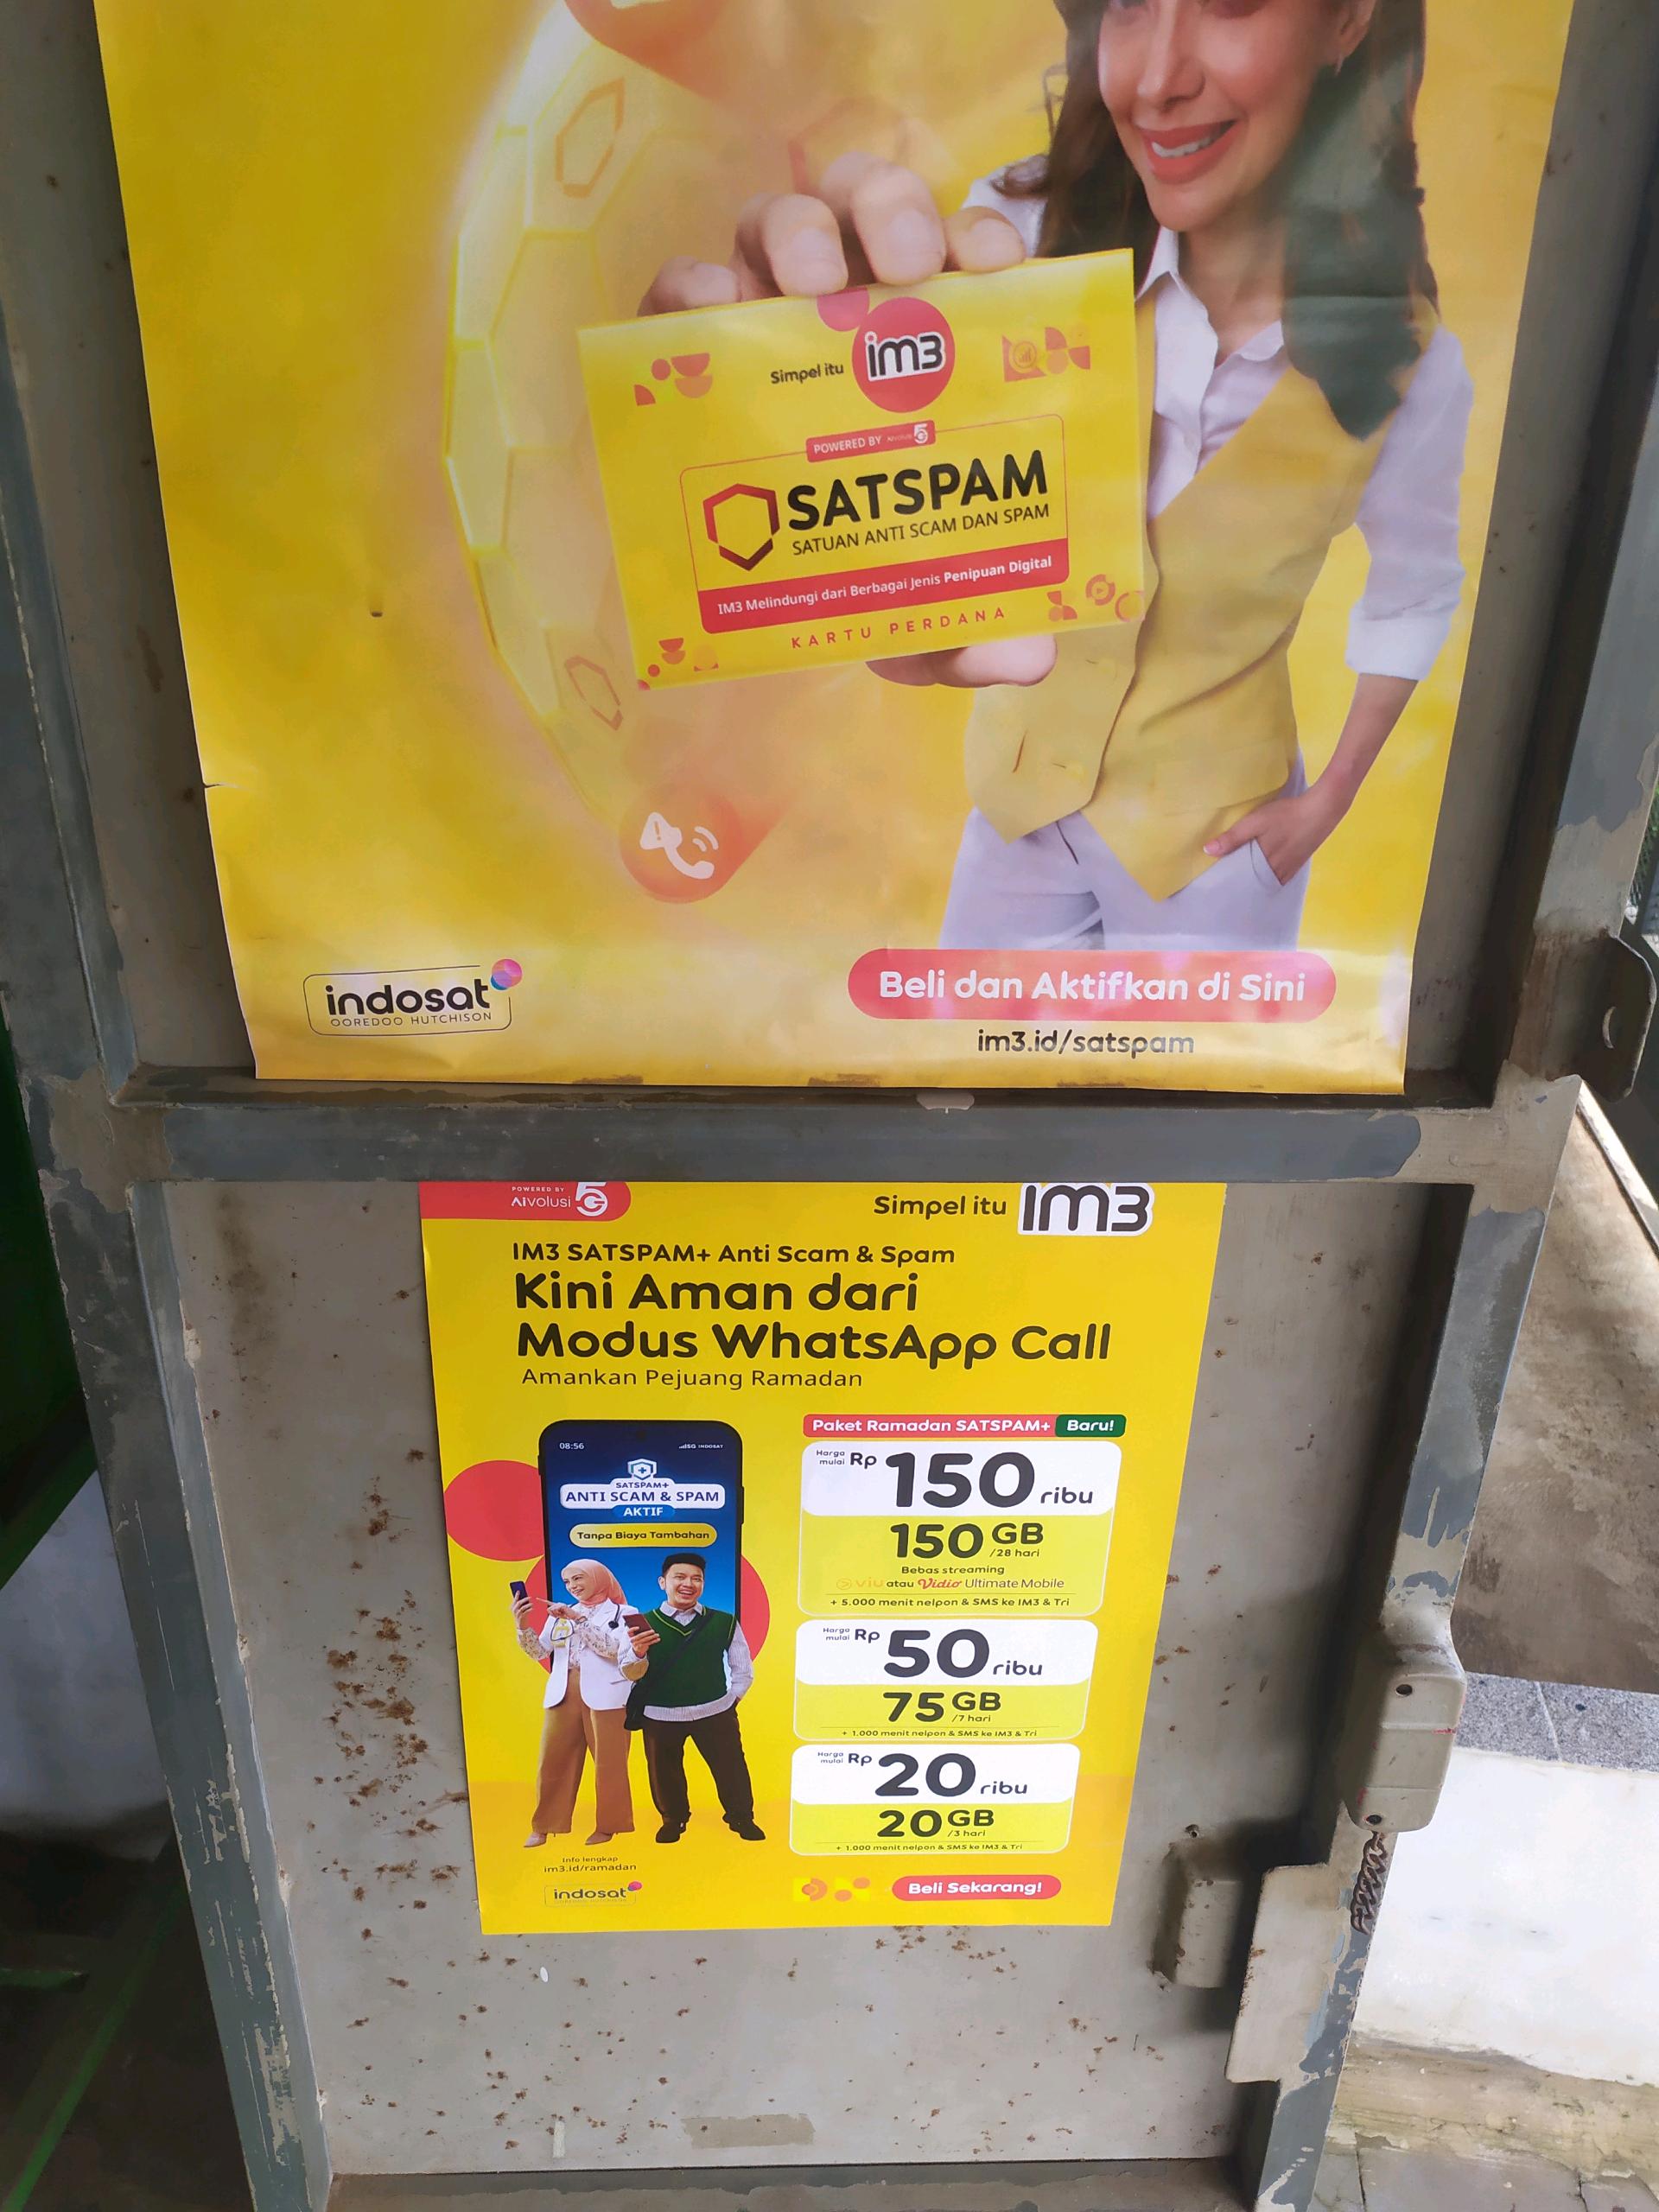 Simpel itu im3
POWERED BY AIvolusi 5G
SATSPAM
SATUAN ANTI SCAM DAN SPAM
IM3 Melindungi dari Berbagai Jenis Penipuan Digital
KARTU PERDANA
indosat
OOREDOO HUTCHISON
Beli dan Aktifkan di Sini
im3.id/satspam
POWERED BY
AIvolusi 5G
Simpel itu IM3
IM3 SATSPAM+ Anti Scam & Spam
Kini Aman dari
Modus WhatsApp Call
Amankan Pejuang Ramadan
08:56
5G INDOSAT
SATSPAM+
ANTI SCAM & SPAM
AKTIF
Tanpa Biaya Tambahan
Paket Ramadan SATSPAM+ Baru!
Harga mulai Rp 150 ribu
150 GB /28 hari
Bebas streaming
viu atau Vidio Ultimate Mobile
+ 5.000 menit nelpon & SMS ke IM3 & Tri
Harga mulai Rp 50 ribu
75 GB /7 hari
+ 1.000 menit nelpon & SMS ke IM3 & Tri
Harga mulai Rp 20 ribu
20 GB /3 hari
+ 1.000 menit nelpon & SMS ke IM3 & Tri
Info lengkap
im3.id/ramadan
indosat
Beli Sekarang!